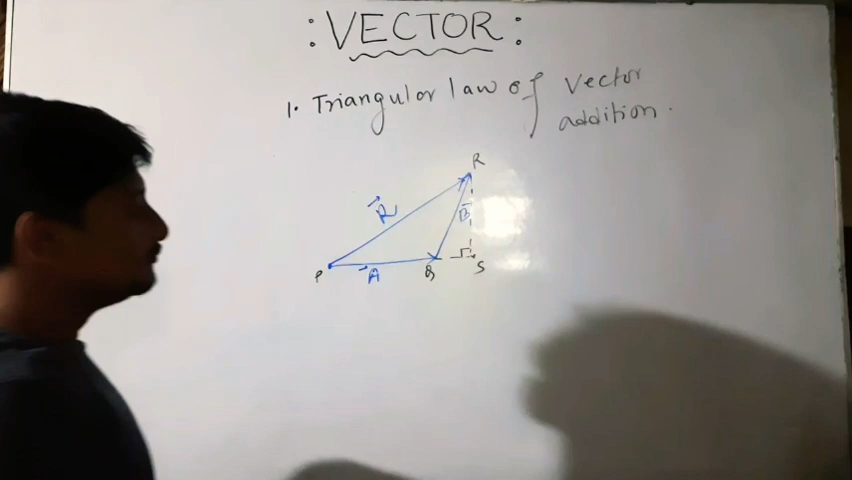 : VECTOR :
1. Triangular law of vector
addition.
R
R
B
P
A
Q
S